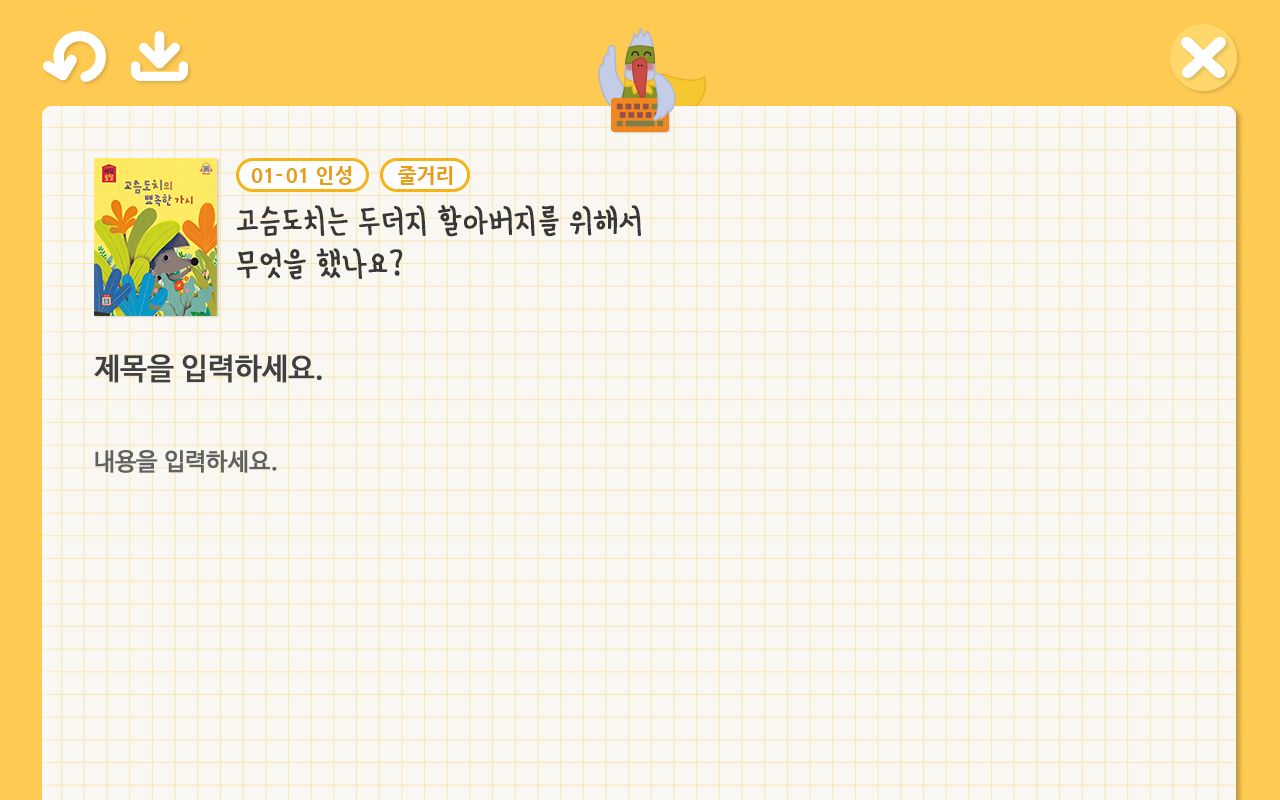 고슴도치의
뾰족한 가시
01-01 인성
줄거리
고슴도치는 두더지 할아버지를 위해서
무엇을 했나요?
제목을 입력하세요.
내용을 입력하세요.